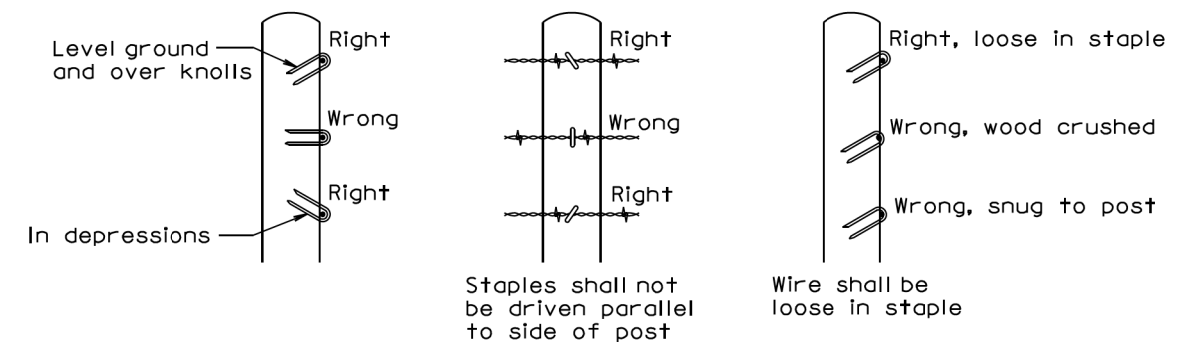 Level ground
and over knolls
Right
Wrong
Right
In depressions
Right
Wrong
Right
Staples shall not
be driven parallel
to side of post
Right, loose in staple
Wrong, wood crushed
Wrong, snug to post
Wire shall be
loose in staple